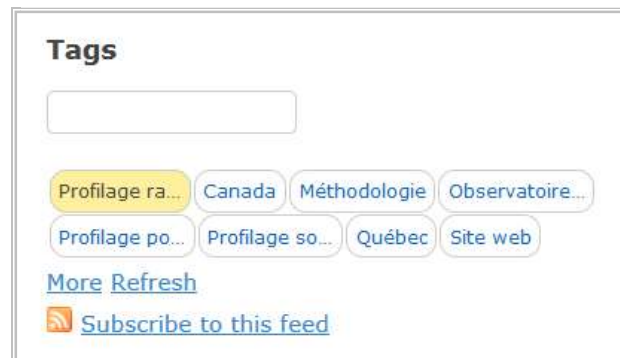 Tags
Profilage ra... Canada Méthodologie Observatoire...
Profilage po... Profilage so... Québec Site web
More Refresh
Subscribe to this feed